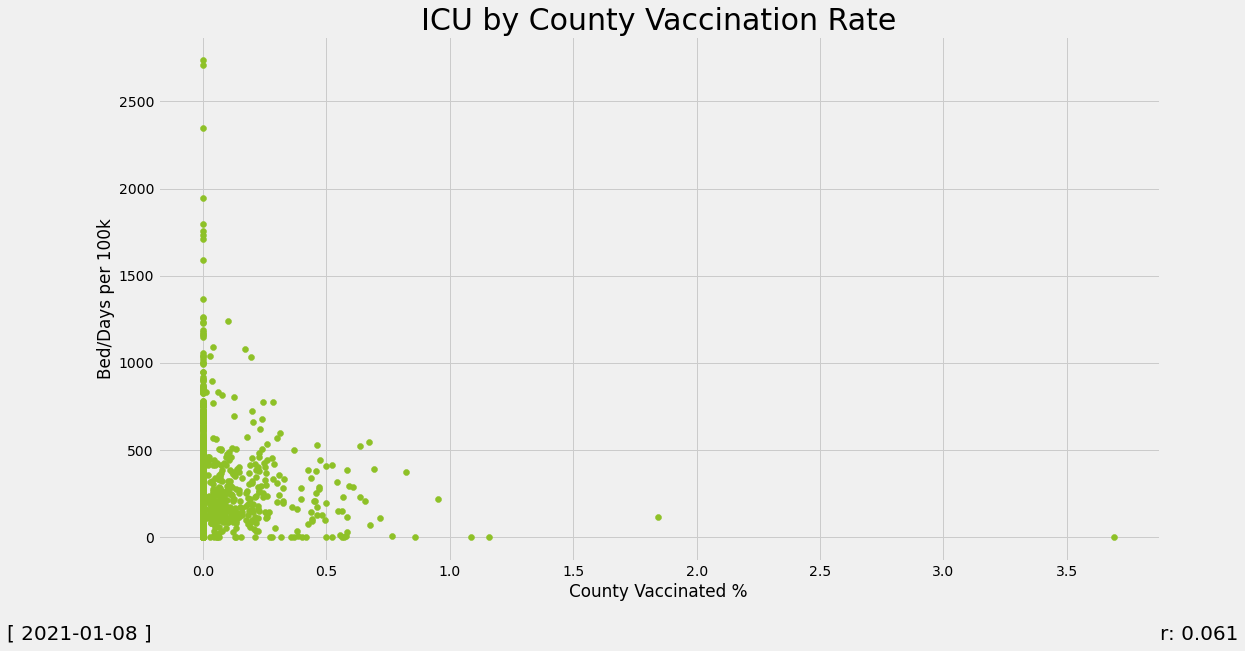 ICU by County Vaccination Rate
Bed/Days per 100k
2500
2000
1500
1000
500
0
0.0 0.5 1.0 1.5 2.0 2.5 3.0 3.5
County Vaccinated %
[ 2021-01-08 ] r: 0.061